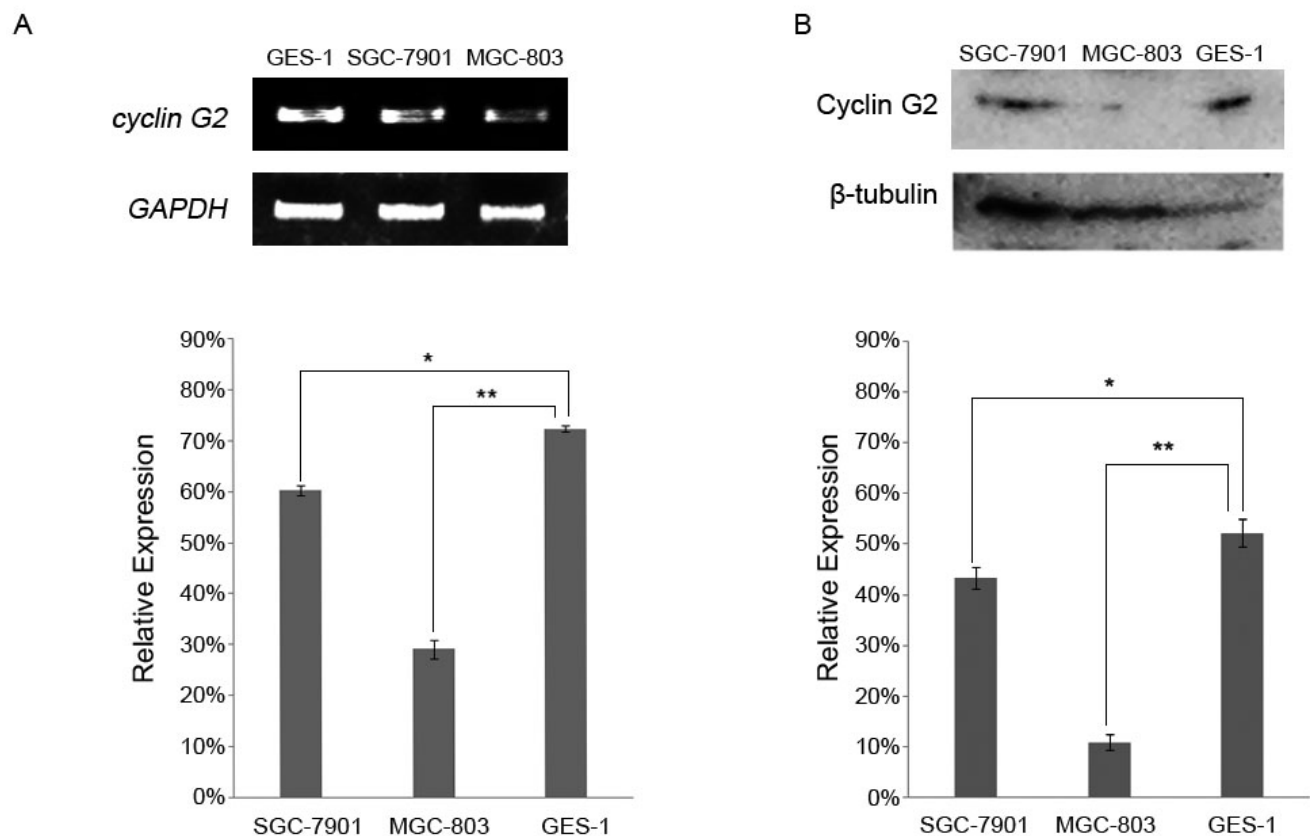 A
GES-1 SGC-7901 MGC-803
cyclin G2
GAPDH
90%
80%
70%
60%
50%
40%
30%
20%
10%
0%
Relative Expression
*
**
SGC-7901 MGC-803 GES-1
B
SGC-7901 MGC-803 GES-1
Cyclin G2
β-tubulin
90%
80%
70%
60%
50%
40%
30%
20%
10%
0%
Relative Expression
*
**
SGC-7901 MGC-803 GES-1